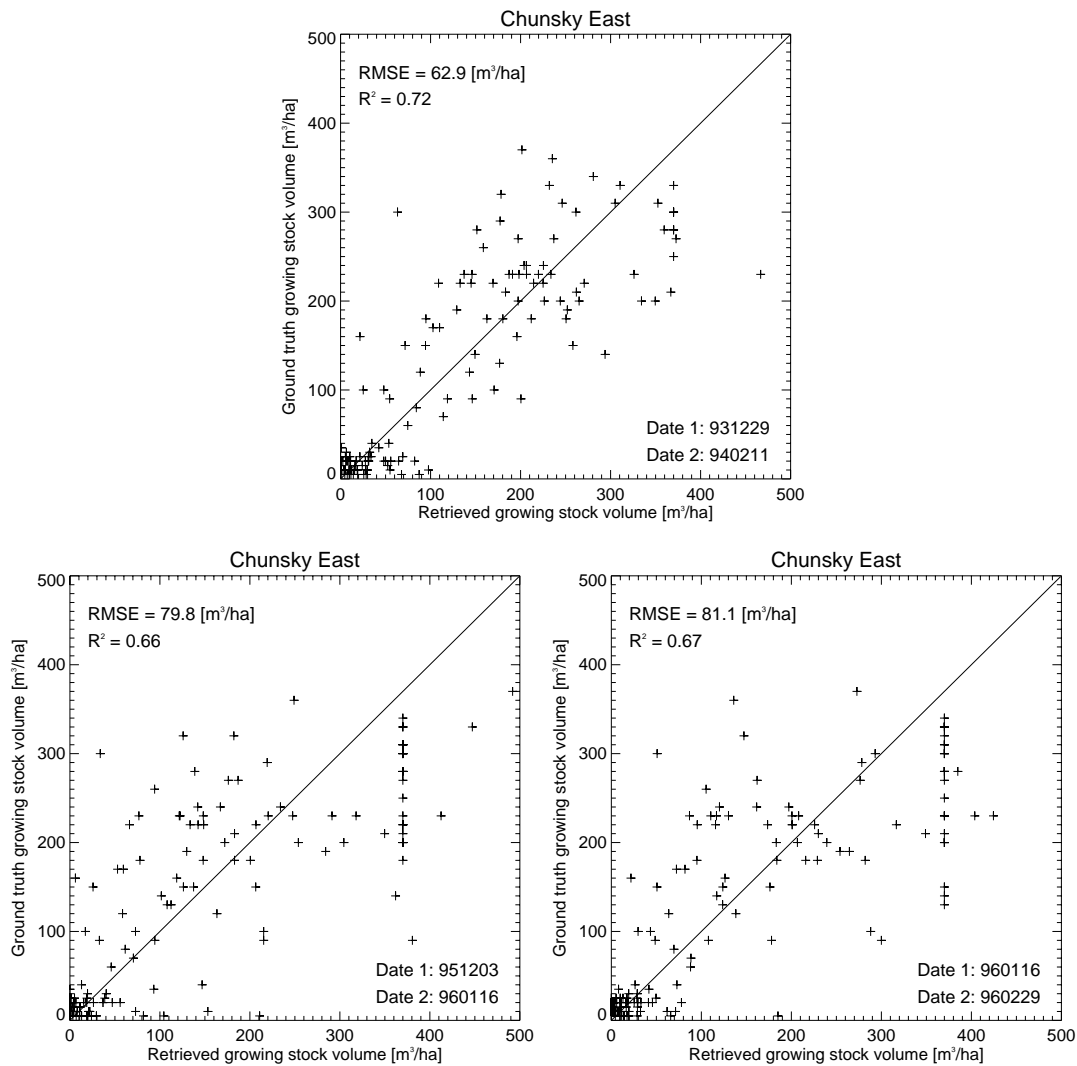 Chunsky East
500
400
300
200
100
0
Ground truth growing stock volume [m³/ha]
RMSE = 62.9 [m³/ha]
R² = 0.72
Date 1: 931229
Date 2: 940211
0 100 200 300 400 500
Retrieved growing stock volume [m³/ha]
Chunsky East
500
400
300
200
100
0
Ground truth growing stock volume [m³/ha]
RMSE = 79.8 [m³/ha]
R² = 0.66
Date 1: 951203
Date 2: 960116
0 100 200 300 400 500
Retrieved growing stock volume [m³/ha]
Chunsky East
500
400
300
200
100
0
Ground truth growing stock volume [m³/ha]
RMSE = 81.1 [m³/ha]
R² = 0.67
Date 1: 960116
Date 2: 960229
0 100 200 300 400 500
Retrieved growing stock volume [m³/ha]